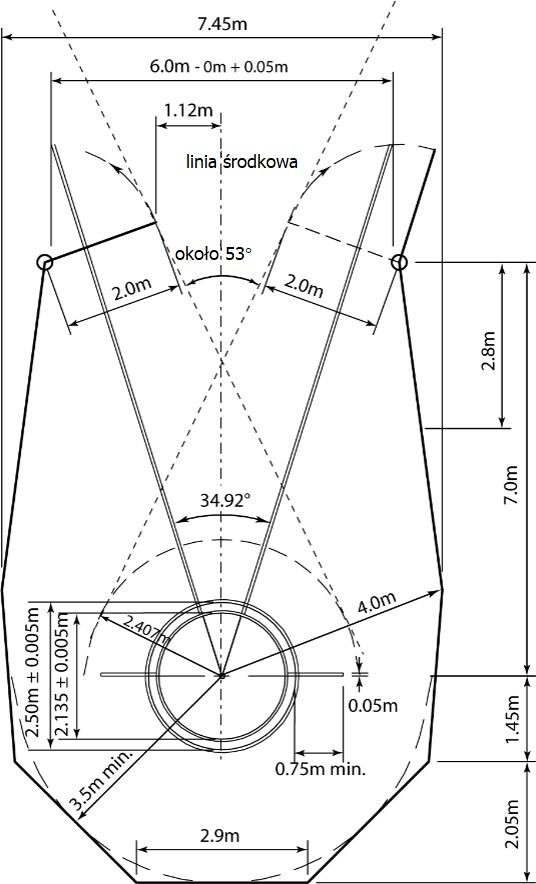 7.45m
6.0m - 0m + 0.05m
1.12m
linia środkowa
około 53°
2.0m
2.0m
2.8m
7.0m
34.92°
4.0m
2.407m
2.50m ± 0.005m
2.135 ± 0.005m
0.05m
1.45m
0.75m min.
3.5m min.
2.05m
2.9m